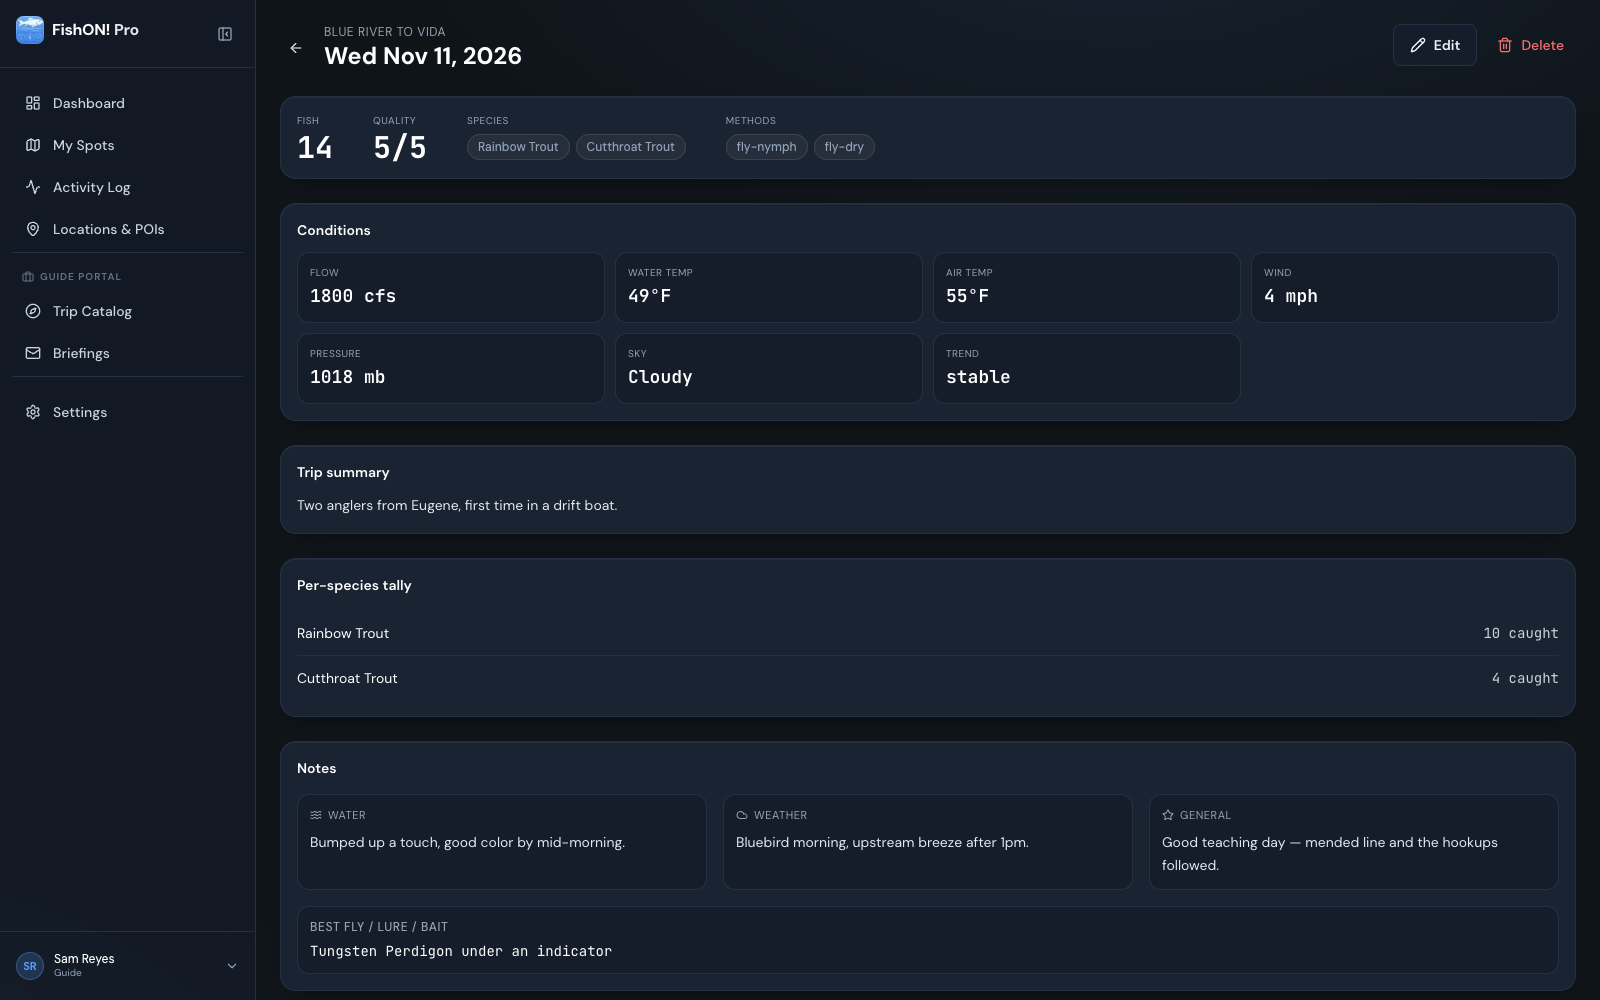 FishON! Pro
Dashboard
My Spots
Activity Log
Locations & POIs
GUIDE PORTAL
Trip Catalog
Briefings
Settings
SR
Sam Reyes
Guide
BLUE RIVER TO VIDA
Wed Nov 11, 2026
Edit
Delete
FISH
14
QUALITY
5/5
SPECIES
Rainbow Trout
Cutthroat Trout
METHODS
fly-nymph
fly-dry
Conditions
FLOW
1800 cfs
WATER TEMP
49°F
AIR TEMP
55°F
WIND
4 mph
PRESSURE
1018 mb
SKY
Cloudy
TREND
stable
Trip summary
Two anglers from Eugene, first time in a drift boat.
Per-species tally
Rainbow Trout
10 caught
Cutthroat Trout
4 caught
Notes
WATER
Bumped up a touch, good color by mid-morning.
WEATHER
Bluebird morning, upstream breeze after 1pm.
GENERAL
Good teaching day — mended line and the hookups
followed.
BEST FLY / LURE / BAIT
Tungsten Perdigon under an indicator